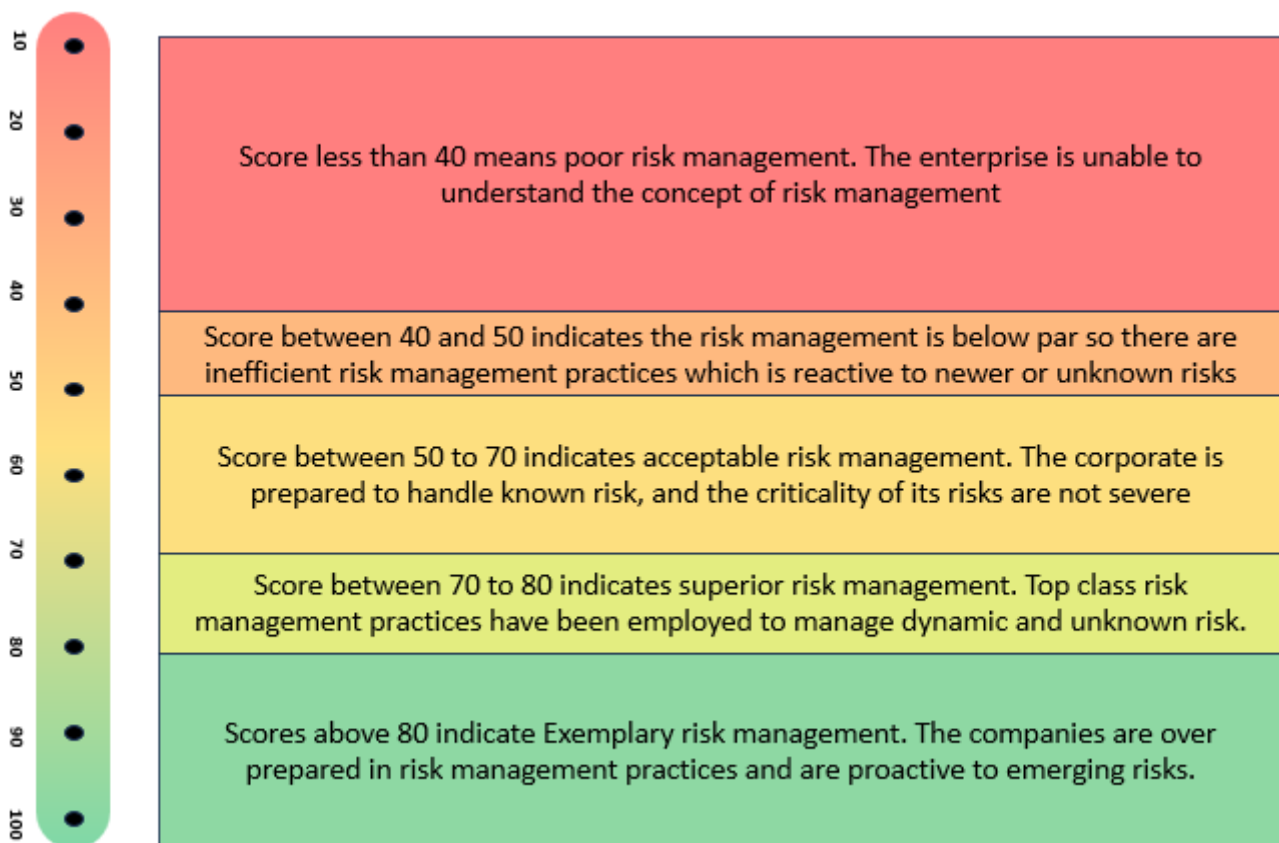 10
20
30
40
50
60
70
80
90
100
Score less than 40 means poor risk management. The enterprise is unable to
understand the concept of risk management
Score between 40 and 50 indicates the risk management is below par so there are
inefficient risk management practices which is reactive to newer or unknown risks
Score between 50 to 70 indicates acceptable risk management. The corporate is
prepared to handle known risk, and the criticality of its risks are not severe
Score between 70 to 80 indicates superior risk management. Top class risk
management practices have been employed to manage dynamic and unknown risk.
Scores above 80 indicate Exemplary risk management. The companies are over
prepared in risk management practices and are proactive to emerging risks.